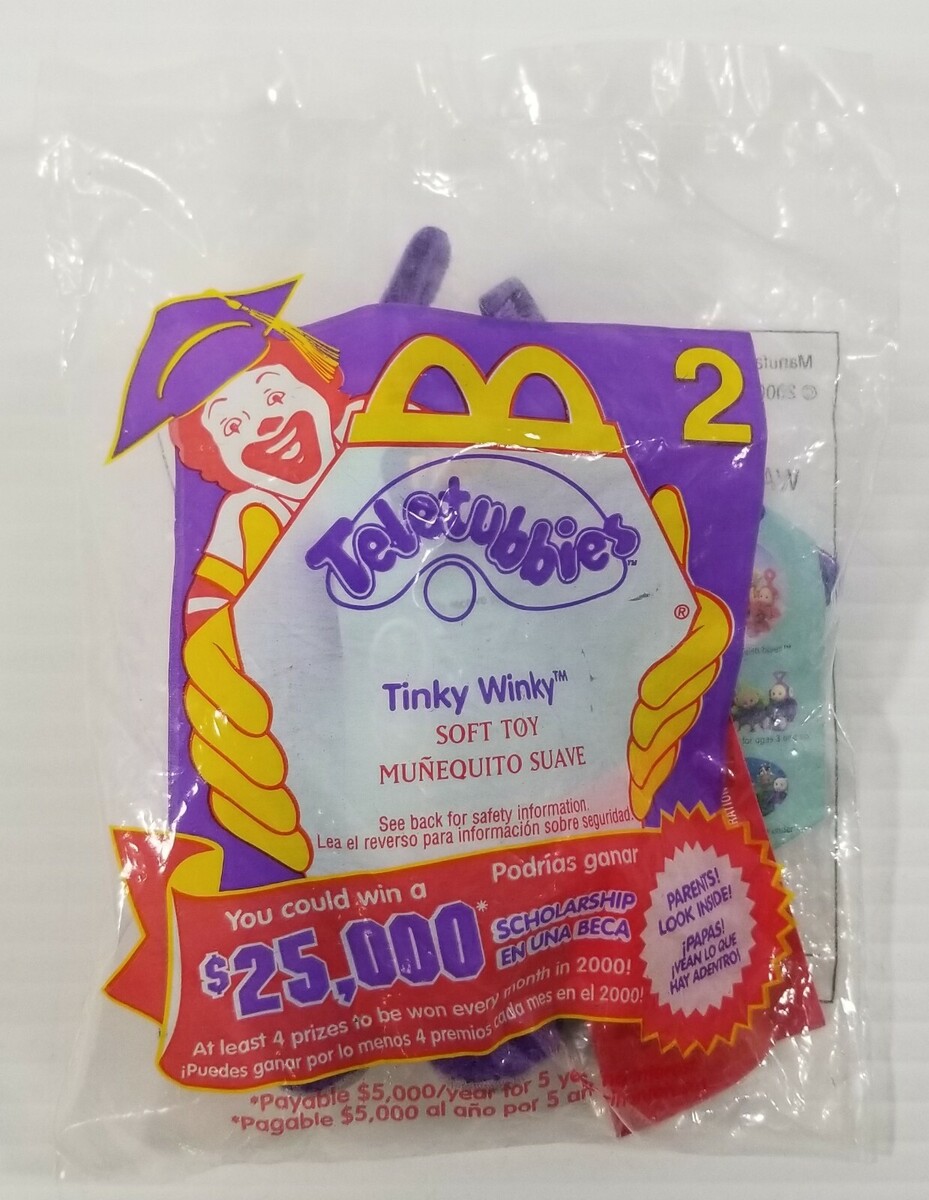 2
Teletubbies™
®
Tinky Winky™
SOFT TOY
MUÑEQUITO SUAVE
See back for safety information.
Lea el reverso para información sobre seguridad.
You could win a
Podrías ganar
$25,000*
SCHOLARSHIP
EN UNA BECA
At least 4 prizes to be won every month in 2000!
¡Puedes ganar por lo menos 4 premios cada mes en el 2000!
PARENTS!
LOOK INSIDE!
¡PAPAS!
¡VEAN LO QUE
HAY ADENTRO!
*Payable $5,000/year for 5
*Pagable $5,000 al año por 5